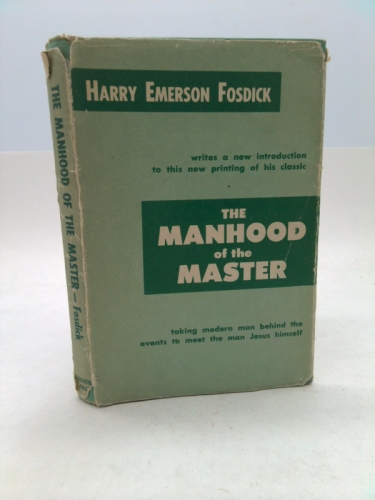 HARRY EMERSON FOSDICK
writes a new introduction
to this new printing of his classic
THE
MANHOOD
of the
MASTER
taking modern man behind the
events to meet the man Jesus himself
THE MANHOOD OF THE MASTER — Fosdick